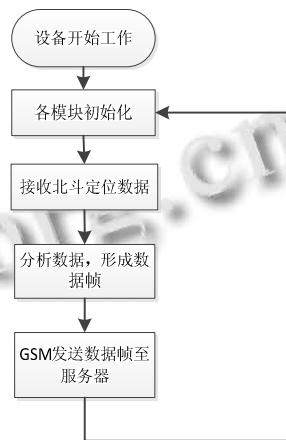 设备开始工作
各模块初始化
接收北斗定位数据
分析数据，形成数
据帧
GSM发送数据帧至
服务器